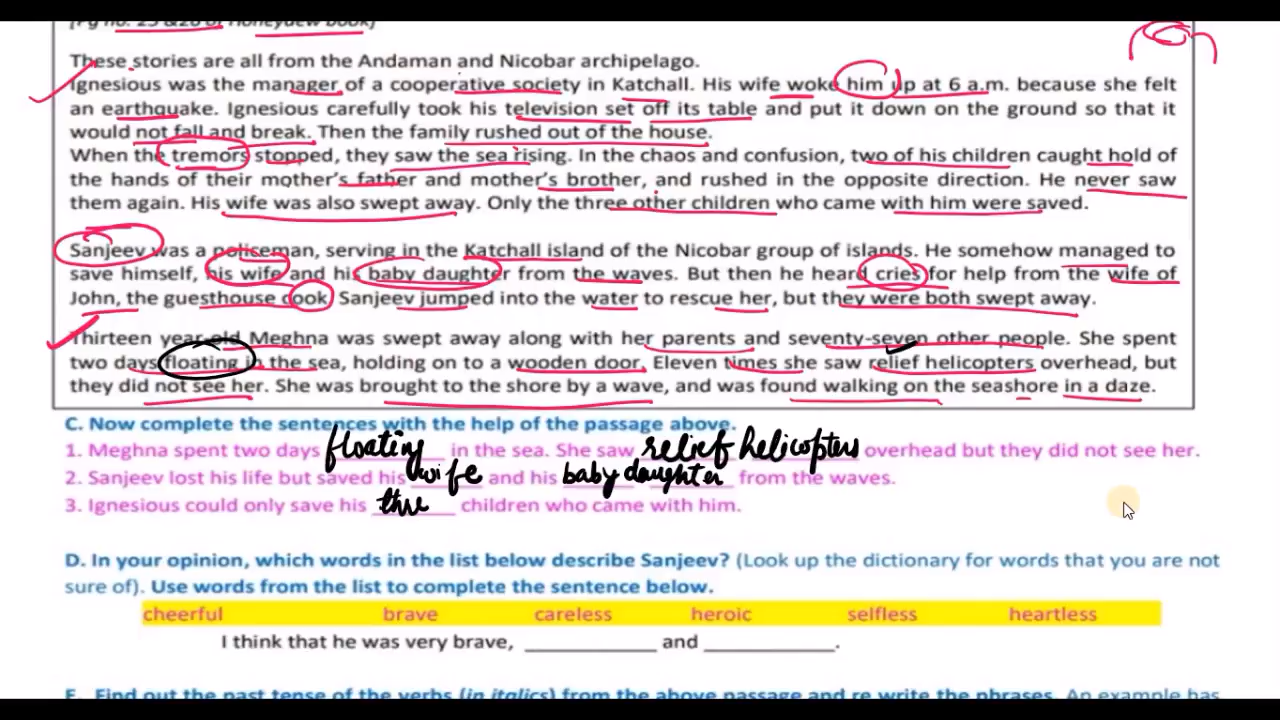 (Pg no. 25 &26 of Honeydew book)
These stories are all from the Andaman and Nicobar archipelago.
Ignesious was the manager of a cooperative society in Katchall. His wife woke him up at 6 a.m. because she felt
an earthquake. Ignesious carefully took his television set off its table and put it down on the ground so that it
would not fall and break. Then the family rushed out of the house.
When the tremors stopped, they saw the sea rising. In the chaos and confusion, two of his children caught hold of
the hands of their mother's father and mother's brother, and rushed in the opposite direction. He never saw
them again. His wife was also swept away. Only the three other children who came with him were saved.
Sanjeev was a policeman, serving in the Katchall island of the Nicobar group of islands. He somehow managed to
save himself, his wife and his baby daughter from the waves. But then he heard cries for help from the wife of
John, the guesthouse cook. Sanjeev jumped into the water to rescue her, but they were both swept away.
Thirteen year-old Meghna was swept away along with her parents and seventy-seven other people. She spent
two days floating in the sea, holding on to a wooden door. Eleven times she saw relief helicopters overhead, but
they did not see her. She was brought to the shore by a wave, and was found walking on the seashore in a daze.
C. Now complete the sentences with the help of the passage above.
1. Meghna spent two days floating in the sea. She saw relief helicopters overhead but they did not see her.
2. Sanjeev lost his life but saved his wife and his baby daughter from the waves.
3. Ignesious could only save his thre children who came with him.
D. In your opinion, which words in the list below describe Sanjeev? (Look up the dictionary for words that you are not
sure of). Use words from the list to complete the sentence below.
cheerful brave careless heroic selfless heartless
I think that he was very brave, ____________ and ____________.
E. Find out the past tense of the verbs (in italics) from the above passage and re write the phrases. An example has